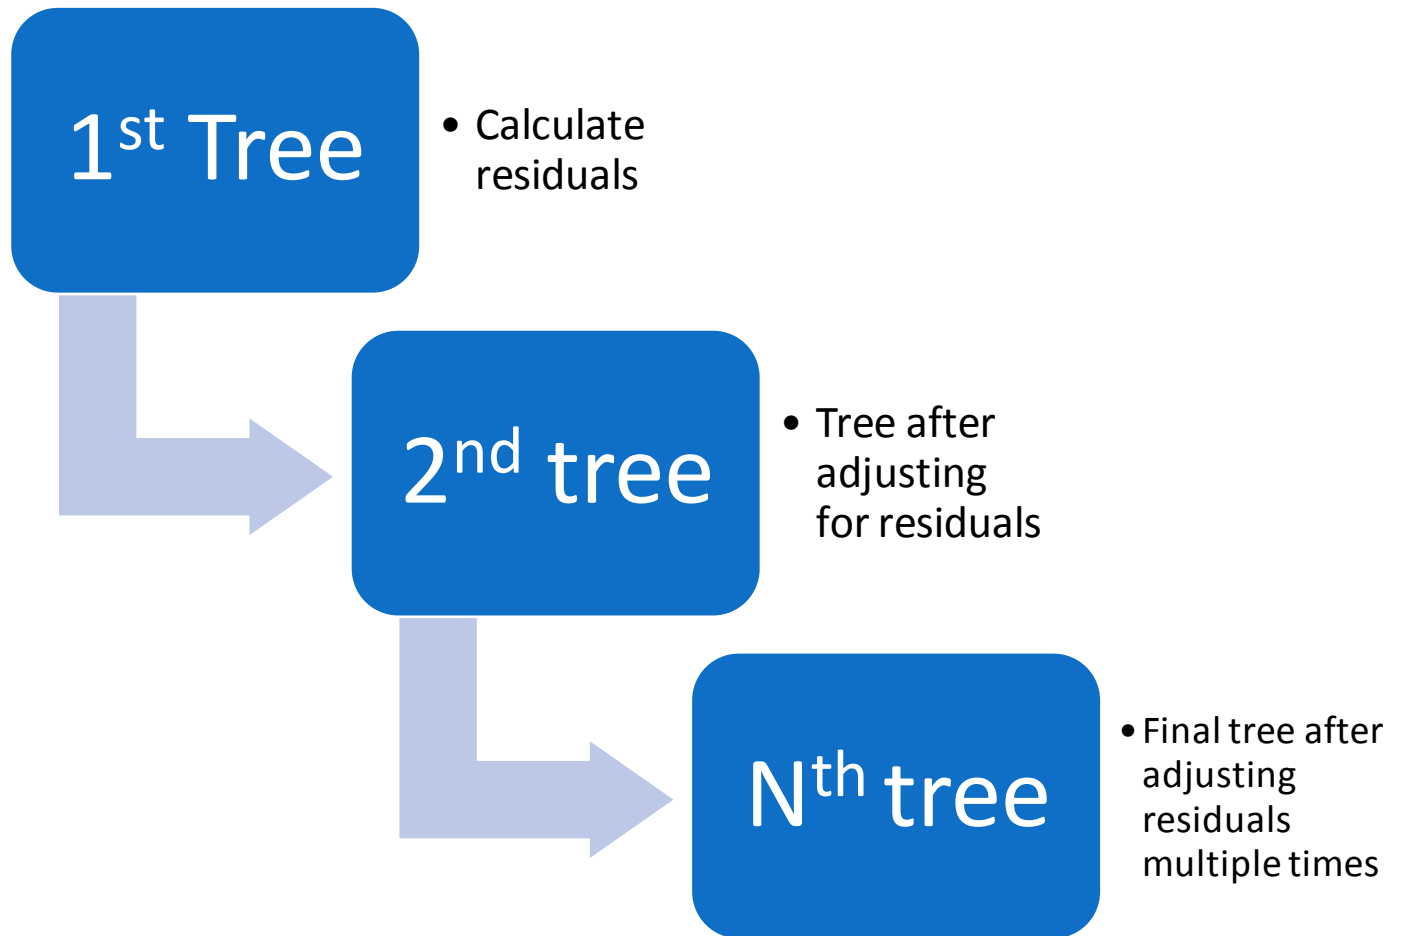 1st Tree
• Calculate
residuals
2nd tree
• Tree after
adjusting
for residuals
Nth tree
• Final tree after
adjusting
residuals
multiple times